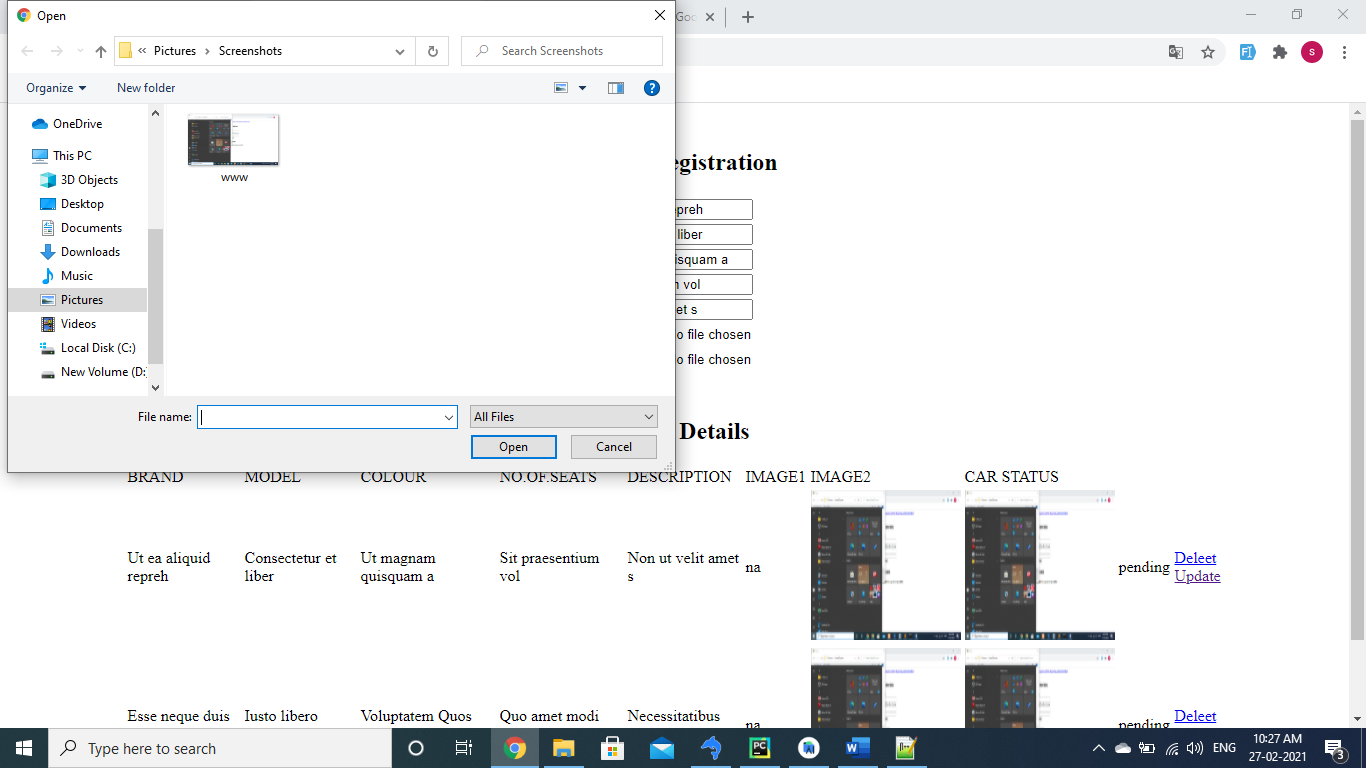 Open
Goo
Pictures > Screenshots
Search Screenshots
Organize
New folder
OneDrive
This PC
3D Objects
Desktop
Documents
Downloads
Music
Pictures
Videos
Local Disk (C:)
New Volume (D:
www
File name:
All Files
Open
Cancel
egistration
epreh
liber
isquam a
n vol
et s
o file chosen
o file chosen
Details
BRAND MODEL COLOUR NO.OF.SEATS DESCRIPTION IMAGE1 IMAGE2 CAR STATUS
Ut ea aliquid repreh
Consectetur et liber
Ut magnam quisquam a
Sit praesentium vol
Non ut velit amet s
na
pending
Deleet
Update
Esse neque duis
Iusto libero
Voluptatem Quos
Quo amet modi
Necessitatibus
na
pending
Deleet
Type here to search
ENG
10:27 AM
27-02-2021
3